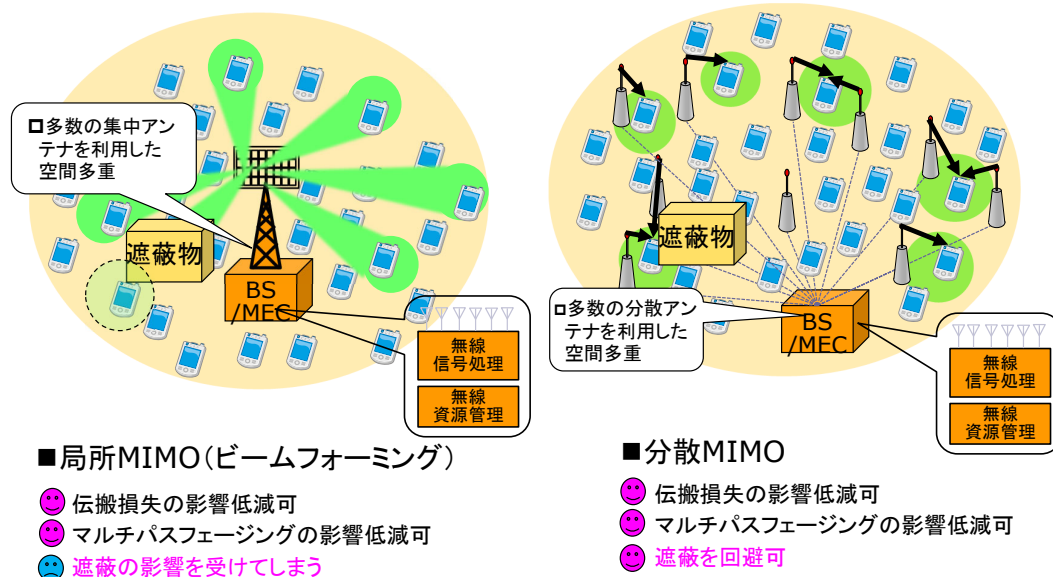 □多数の集中アン
テナを利用した
空間多重
遮蔽物
BS
/MEC
無線
信号処理
無線
資源管理
■局所MIMO(ビームフォーミング)
伝搬損失の影響低減可
マルチパスフェージングの影響低減可
遮蔽の影響を受けてしまう
遮蔽物
□多数の分散アン
テナを利用した
空間多重
BS
/MEC
無線
信号処理
無線
資源管理
■分散MIMO
伝搬損失の影響低減可
マルチパスフェージングの影響低減可
遮蔽を回避可